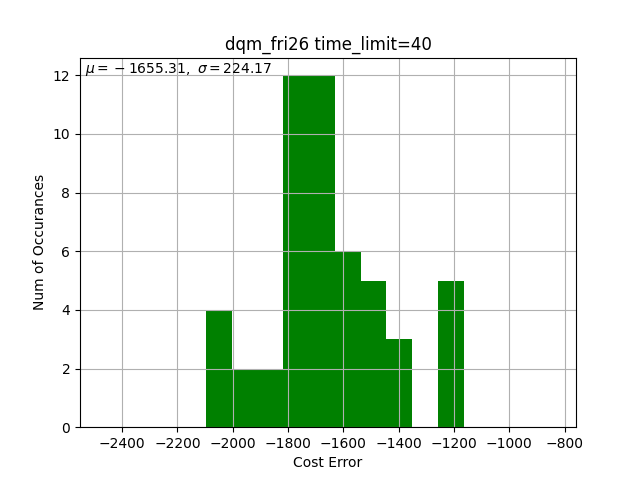 dqm_fri26 time_limit=40
μ = −1655.31, σ = 224.17
12
10
8
6
4
2
0
Num of Occurances
−2400 −2200 −2000 −1800 −1600 −1400 −1200 −1000 −800
Cost Error